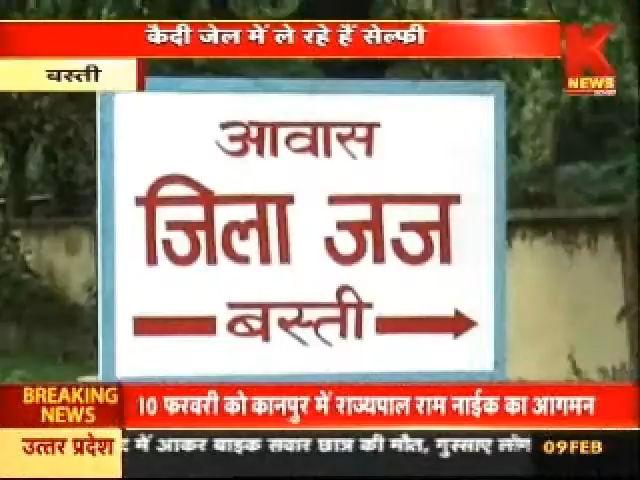 कैदी जेल में ले रहे हैं सेल्फी
बस्ती
K
NEWS
आवास
जिला जज
बस्ती
BREAKING NEWS
10 फरवरी को कानपुर में राज्यपाल राम नाईक का आगमन
उत्तर प्रदेश
में आकर बाइक सवार छात्र की मौत, गुस्साए लोग
09FEB